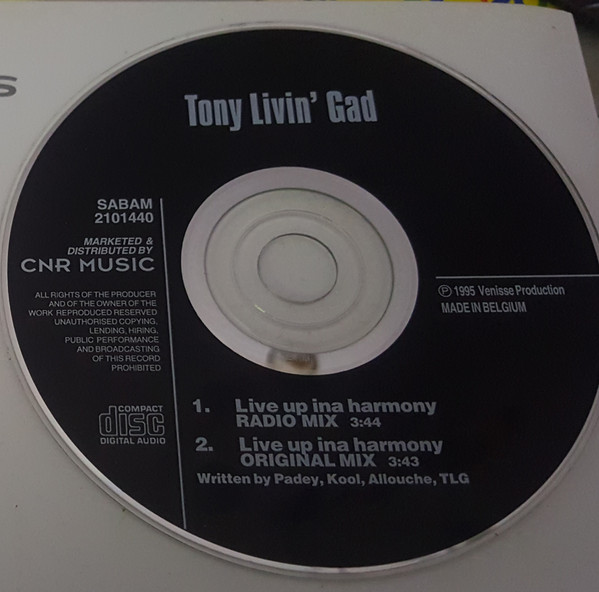 S
Tony Livin' Gad
SABAM
2101440
MARKETED &
DISTRIBUTED BY
CNR MUSIC
ALL RIGHTS OF THE PRODUCER
AND OF THE OWNER OF THE
WORK REPRODUCED RESERVED
UNAUTHORISED COPYING,
LENDING, HIRING,
PUBLIC PERFORMANCE
AND BROADCASTING
OF THIS RECORD
PROHIBITED
COMPACT
disc
DIGITAL AUDIO
℗ 1995 Venisse Production
MADE IN BELGIUM
1. Live up ina harmony
RADIO MIX 3:44
2. Live up ina harmony
ORIGINAL MIX 3:43
Written by Padey, Kool, Allouche, TLG